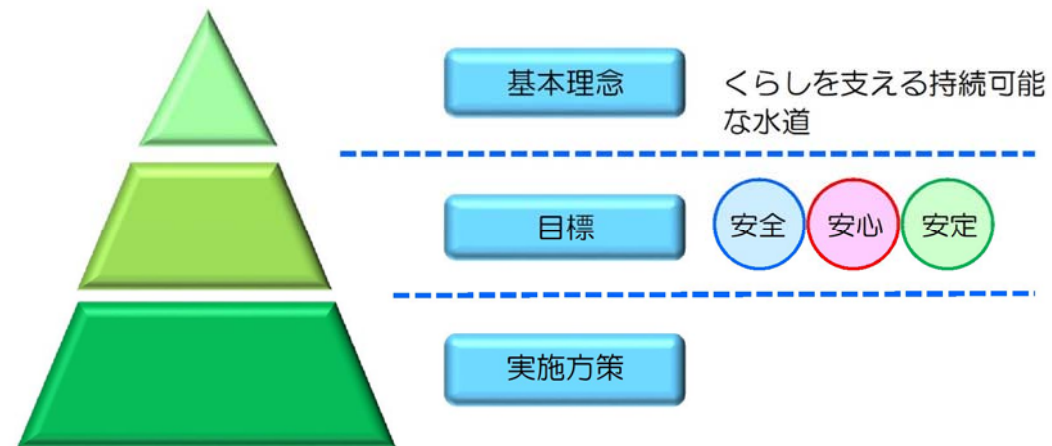 基本理念
くらしを支える持続可能
な水道
目標
安全
安心
安定
実施方策